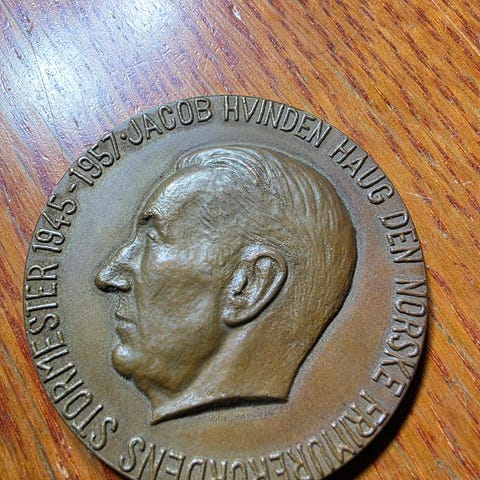 JACOB HVINDEN HAUG DEN NORSKE FRIMURERORDENS STORMESTER 1945-1957·